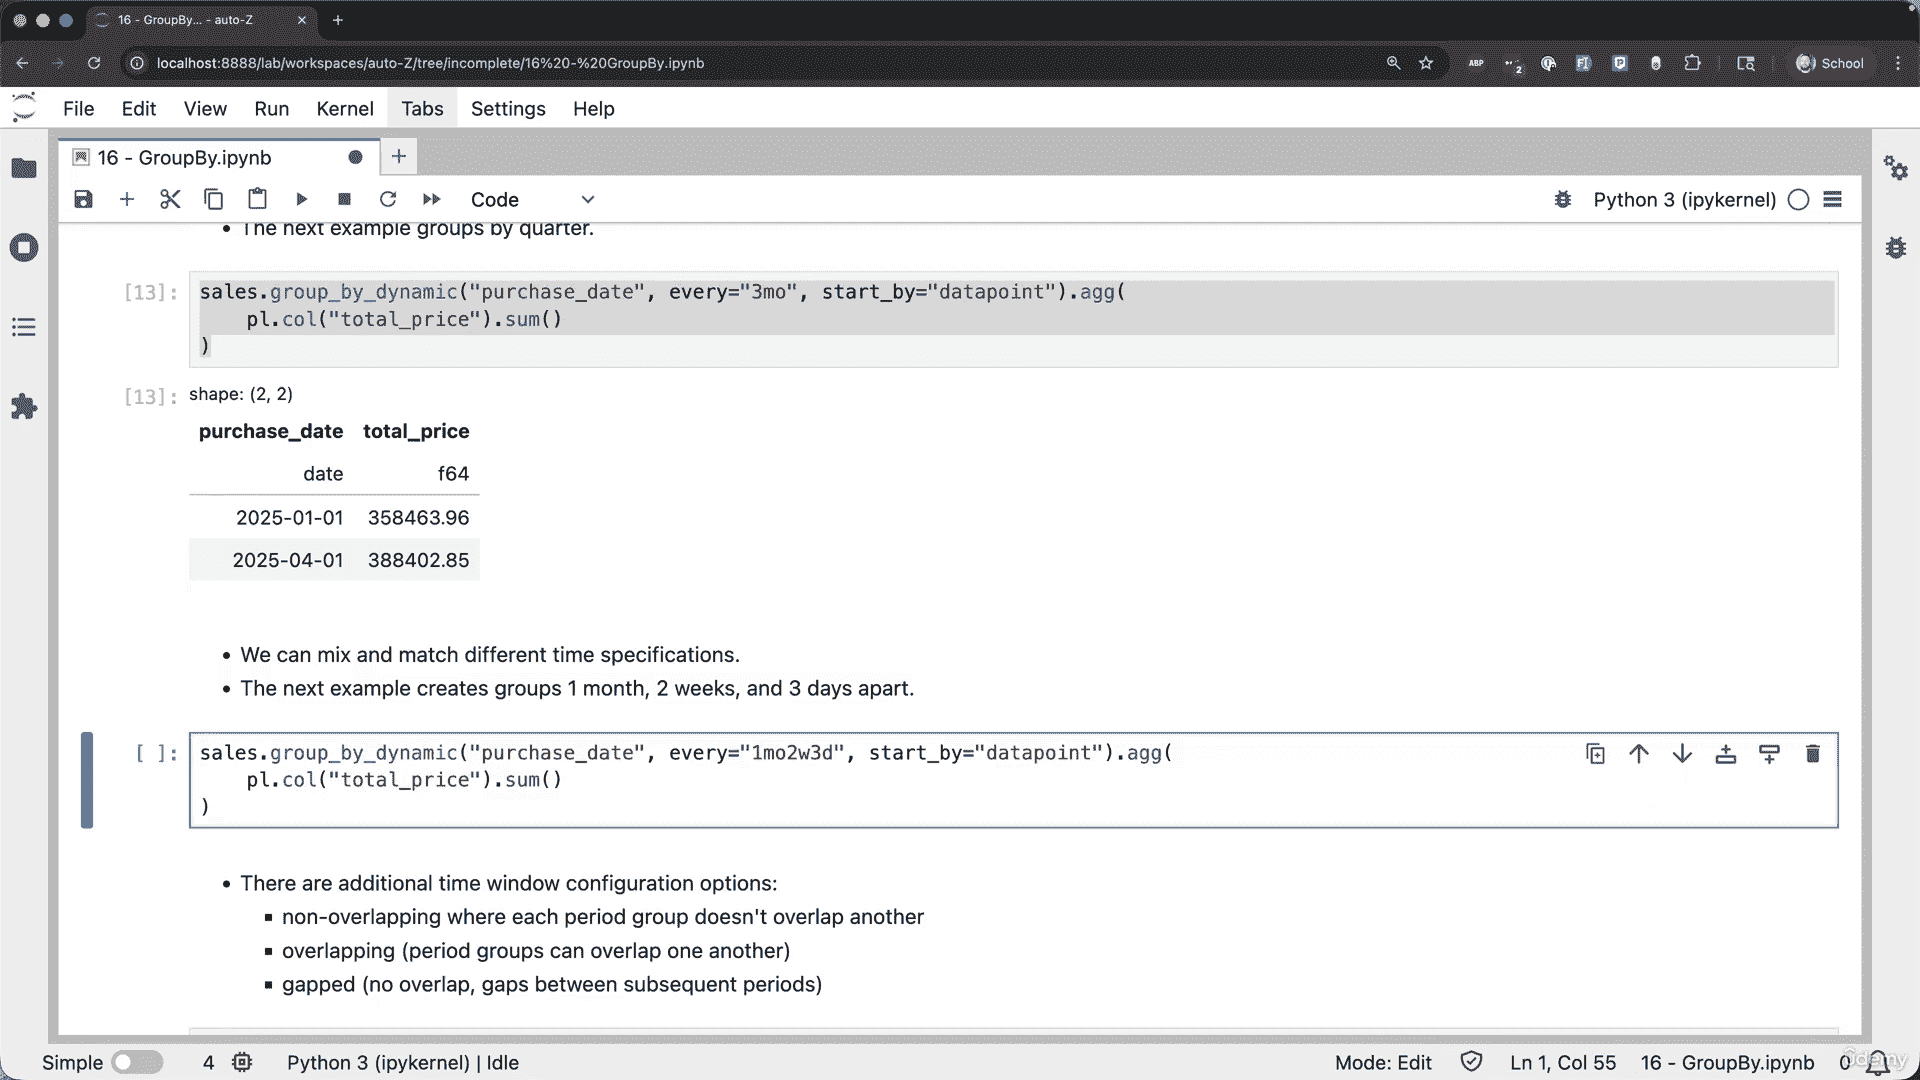 16 - GroupBy... - auto-Z
localhost:8888/lab/workspaces/auto-Z/tree/incomplete/16%20-%20GroupBy.ipynb
ABP
2
School
File Edit View Run Kernel Tabs Settings Help
16 - GroupBy.ipynb
Code
Python 3 (ipykernel)
• The next example groups by quarter.
[13]: sales.group_by_dynamic("purchase_date", every="3mo", start_by="datapoint").agg(
pl.col("total_price").sum()
)
[13]: shape: (2, 2)
purchase_date total_price
date f64
2025-01-01 358463.96
2025-04-01 388402.85
• We can mix and match different time specifications.
• The next example creates groups 1 month, 2 weeks, and 3 days apart.
[ ]: sales.group_by_dynamic("purchase_date", every="1mo2w3d", start_by="datapoint").agg(
pl.col("total_price").sum()
)
• There are additional time window configuration options:
▪ non-overlapping where each period group doesn't overlap another
▪ overlapping (period groups can overlap one another)
▪ gapped (no overlap, gaps between subsequent periods)
Simple 4 Python 3 (ipykernel) | Idle Mode: Edit Ln 1, Col 55 16 - GroupBy.ipynb 0
udemy